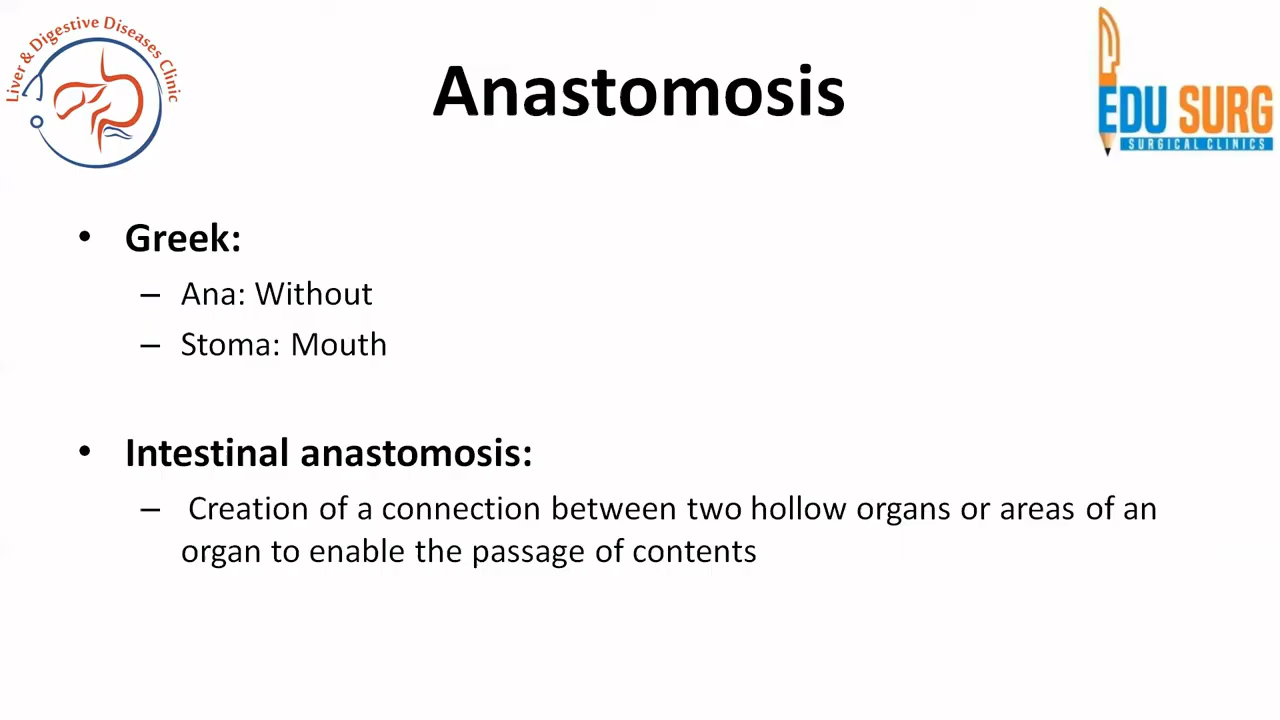 Liver & Digestive Diseases Clinic
Anastomosis
EDU SURG
SURGICAL CLINICS
• Greek:
– Ana: Without
– Stoma: Mouth
• Intestinal anastomosis:
– Creation of a connection between two hollow organs or areas of an
organ to enable the passage of contents